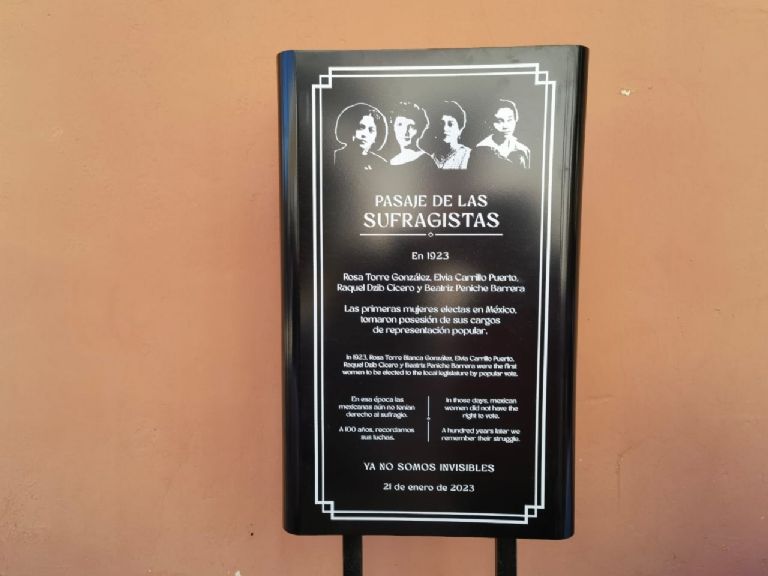 PASAJE DE LAS
SUFRAGISTAS
En 1923
Rosa Torre González, Elvia Carrillo Puerto,
Raquel Dzib Cicero y Beatriz Peniche Barrera
Las primeras mujeres electas en México,
tomaron posesión de sus cargos
de representación popular.
In 1923, Rosa Torre Blanca González, Elvia Carrillo Puerto,
Raquel Dzib Cicero y Beatriz Peniche Barrera were the first
women to be elected to the local legislature by popular vote.
En esa época las
mexicanas aún no tenían
derecho al sufragio.
A 100 años, recordamos
sus luchas.
In those days, mexican
women did not have the
right to vote.
A hundred years later we
remember their struggle.
YA NO SOMOS INVISIBLES
21 de enero de 2023